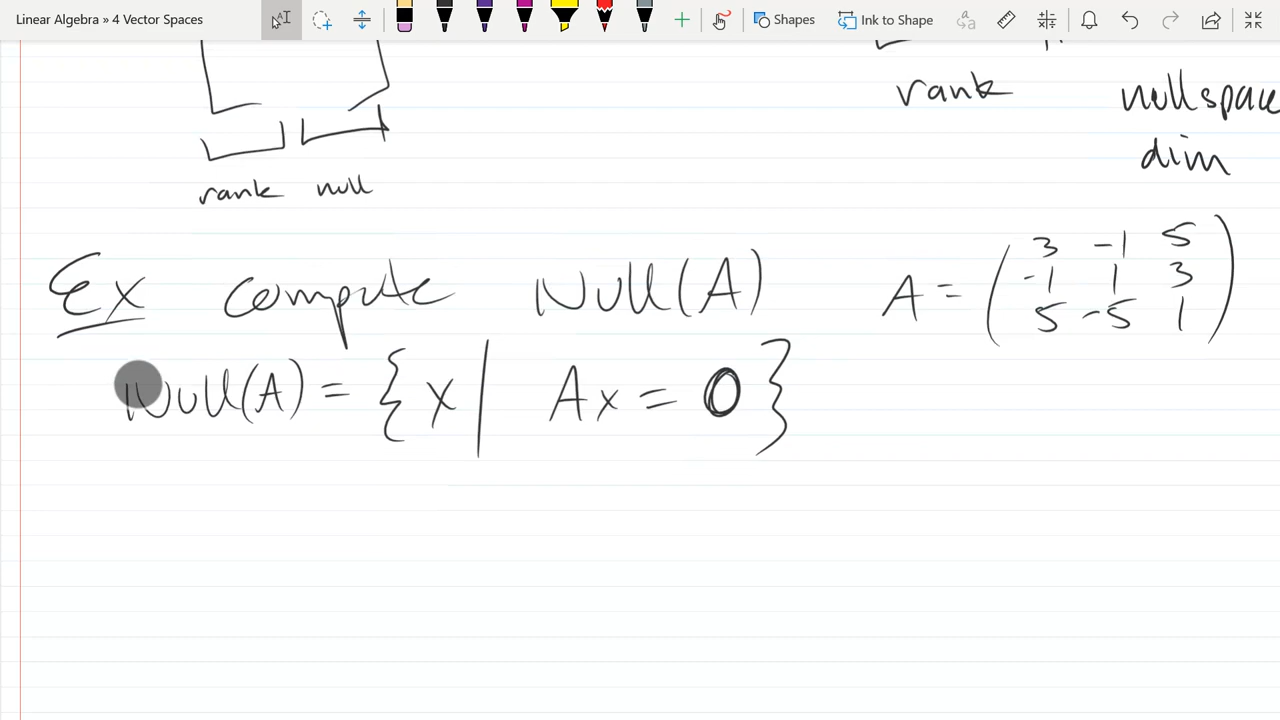 Linear Algebra » 4 Vector Spaces
Shapes
Ink to Shape
rank
nullspace
dim
rank null
Ex compute Null(A)
A = ( 3 -1 5
-1 1 3
5 -5 1 )
Null(A) = { x | Ax = 0 }